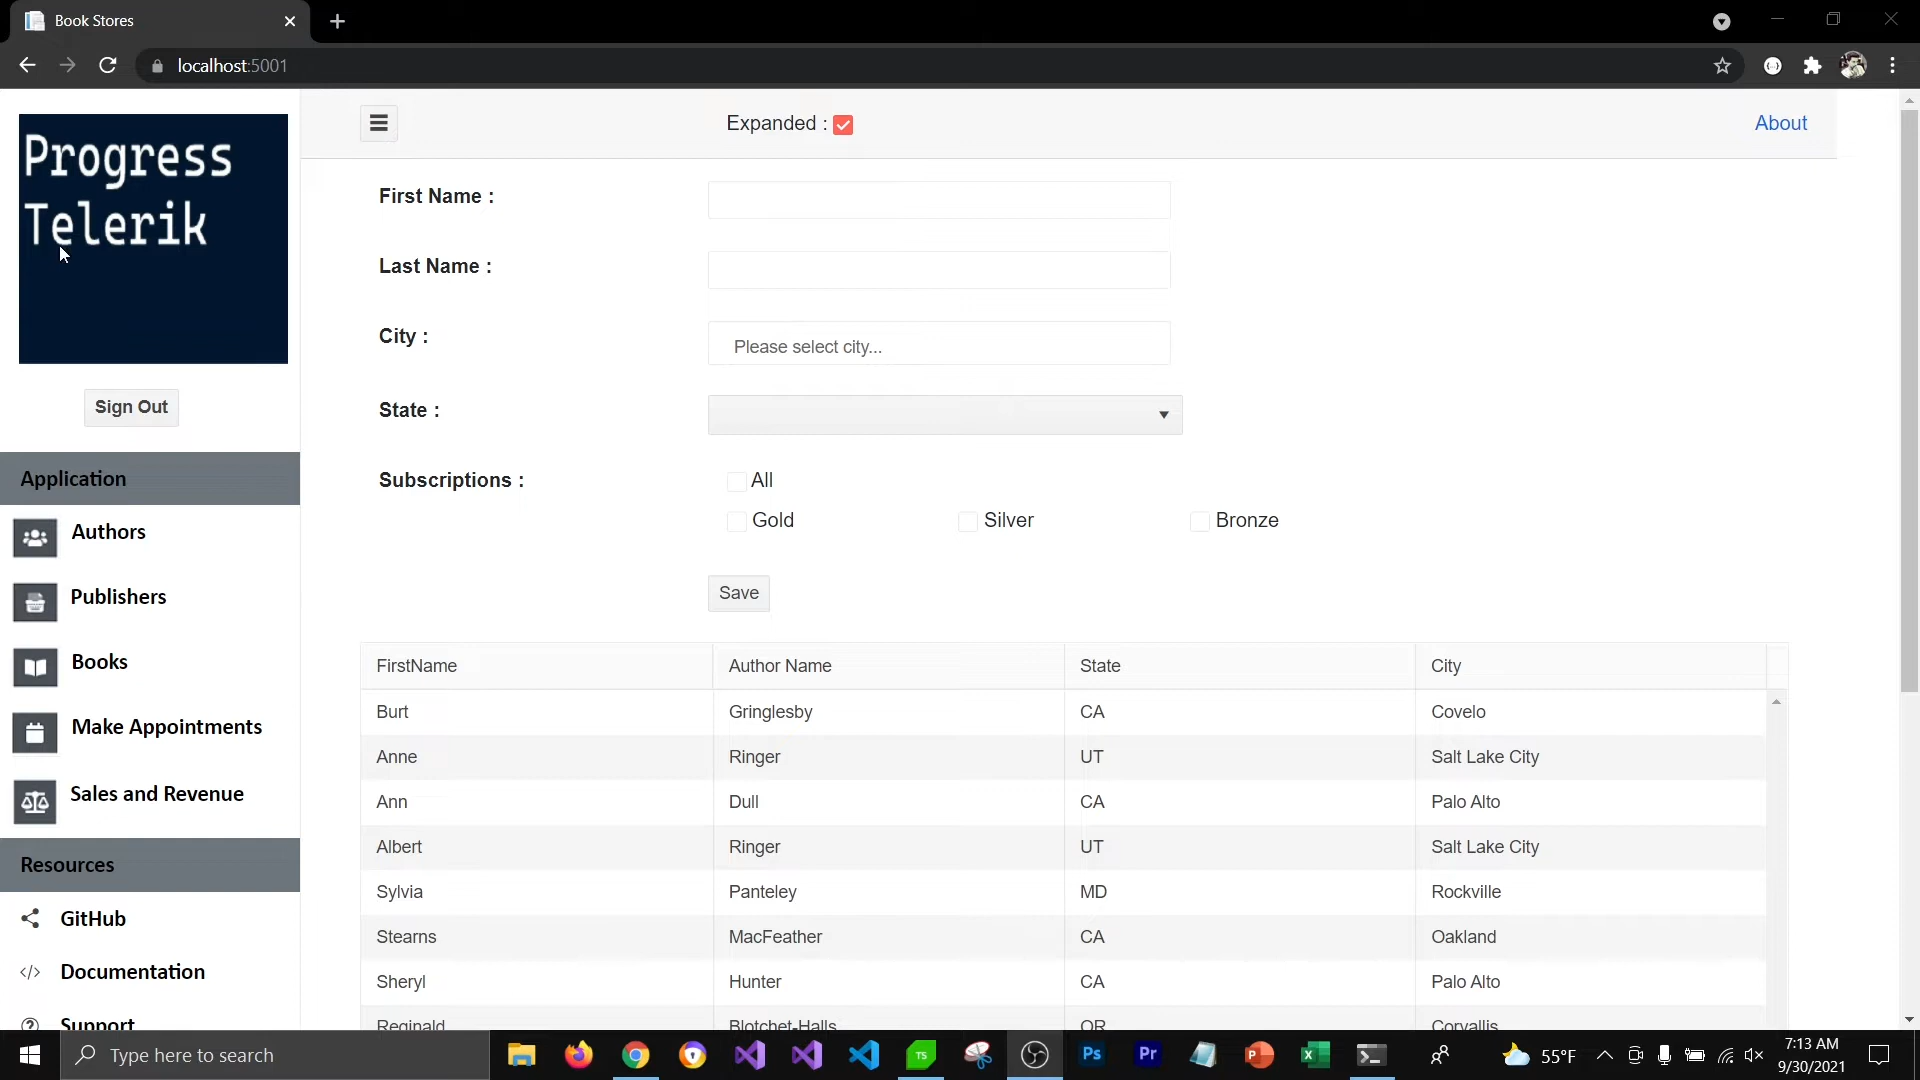 Book Stores
localhost:5001
Progress
Telerik
Sign Out
Application
Authors
Publishers
Books
Make Appointments
Sales and Revenue
Resources
GitHub
Documentation
Support
Expanded :
About
First Name :
Last Name :
City :
Please select city...
State :
Subscriptions :
All
Gold Silver Bronze
Save
FirstName Author Name State City
Burt Gringlesby CA Covelo
Anne Ringer UT Salt Lake City
Ann Dull CA Palo Alto
Albert Ringer UT Salt Lake City
Sylvia Panteley MD Rockville
Stearns MacFeather CA Oakland
Sheryl Hunter CA Palo Alto
Reginald Blotchet-Halls OR Corvallis
Type here to search
TS
Ps
Pr
55°F
7:13 AM
9/30/2021